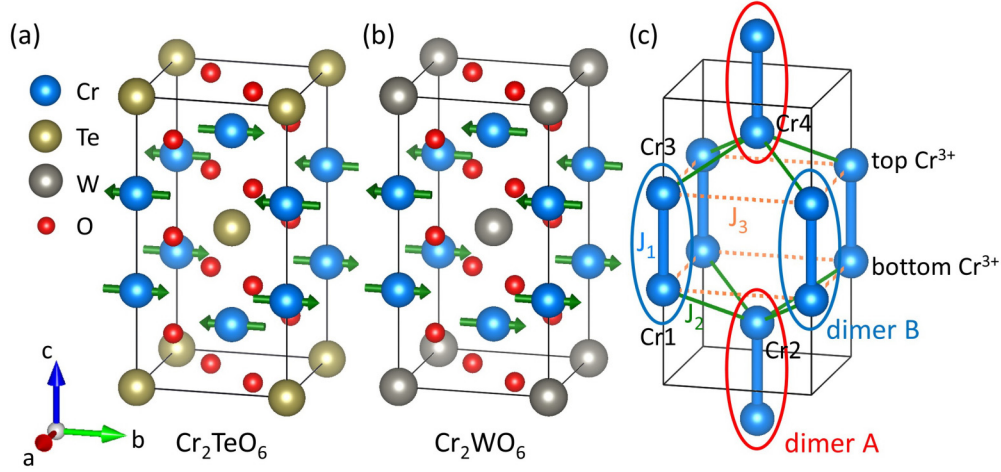 (a)
Cr
Te
W
O
c
b
a
Cr₂TeO₆
(b)
Cr₂WO₆
(c)
Cr4
Cr3
top Cr³⁺
J₃
J₁
bottom Cr³⁺
J₂
Cr1
Cr2
dimer B
dimer A